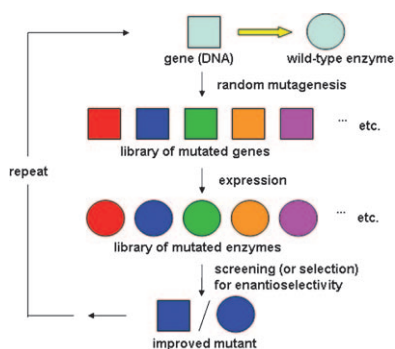 gene (DNA)
wild-type enzyme
random mutagenesis
... etc.
library of mutated genes
repeat
expression
... etc.
library of mutated enzymes
screening (or selection)
for enantioselectivity
improved mutant